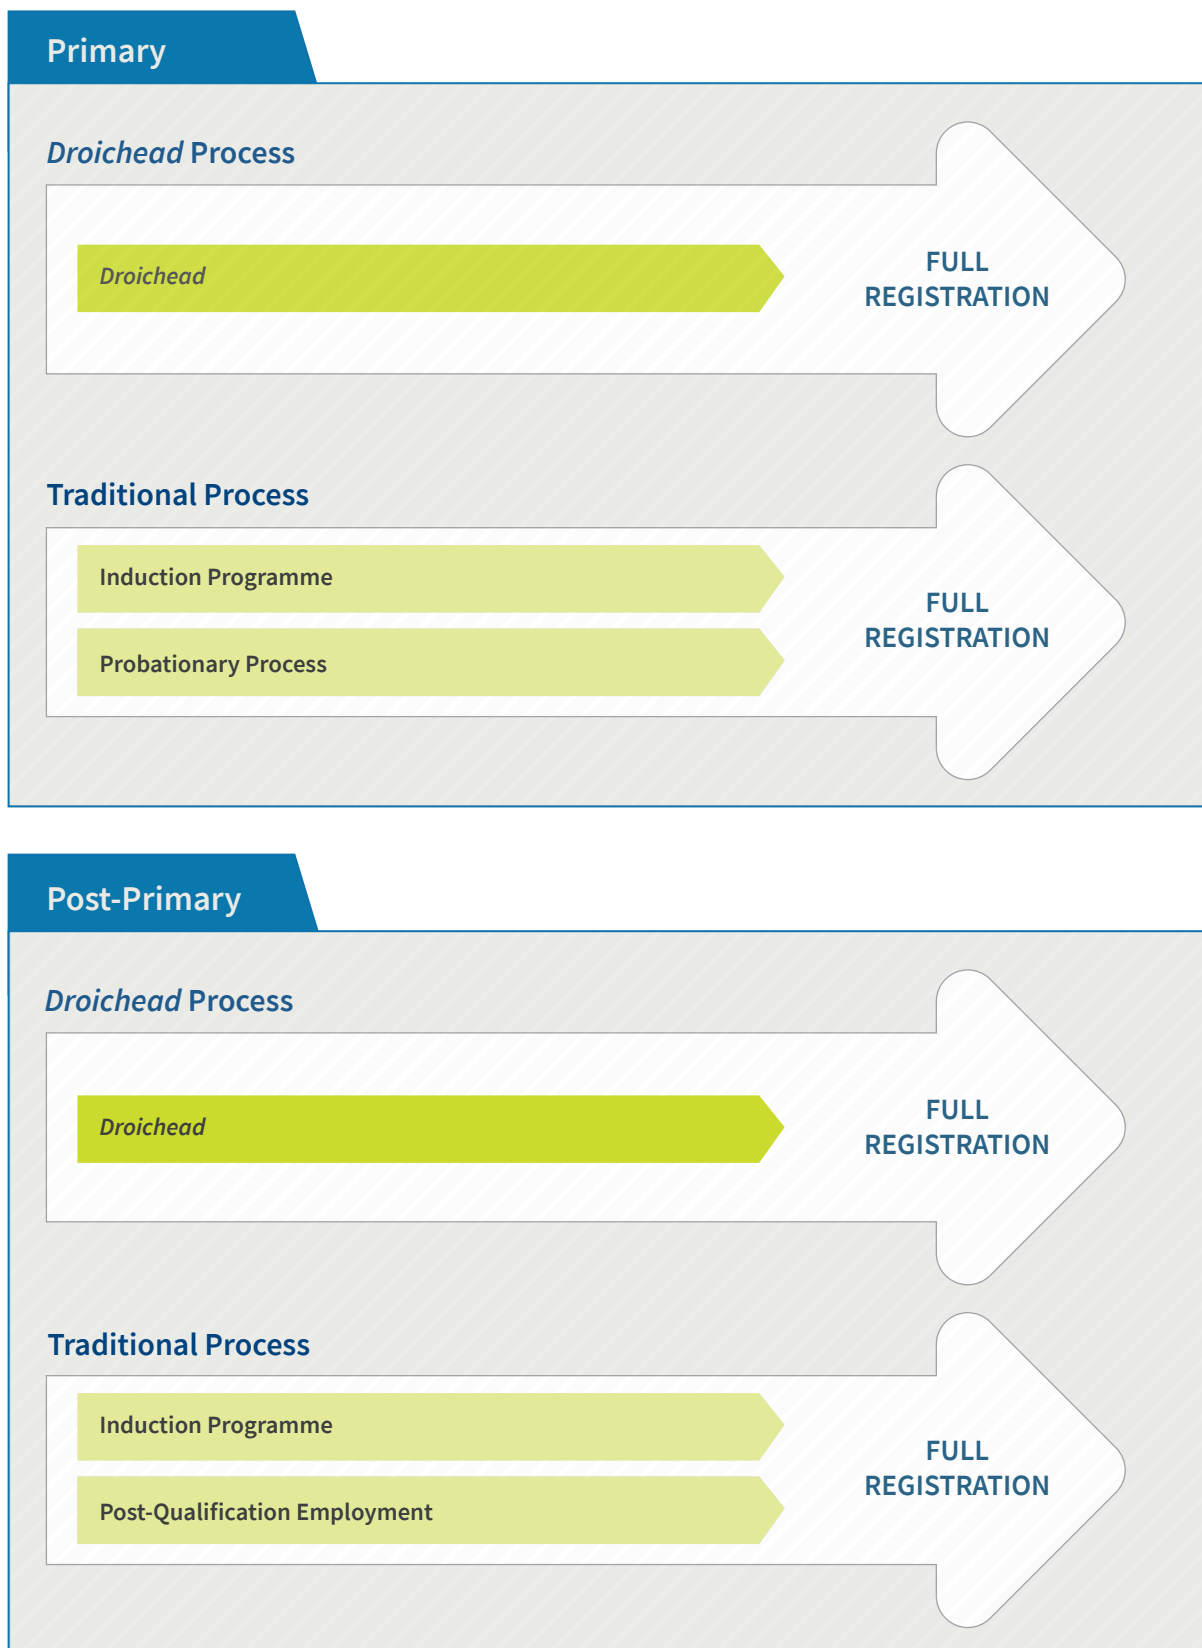 Primary
Droichead Process
Droichead
FULL
REGISTRATION
Traditional Process
Induction Programme
Probationary Process
FULL
REGISTRATION
Post-Primary
Droichead Process
Droichead
FULL
REGISTRATION
Traditional Process
Induction Programme
Post-Qualification Employment
FULL
REGISTRATION